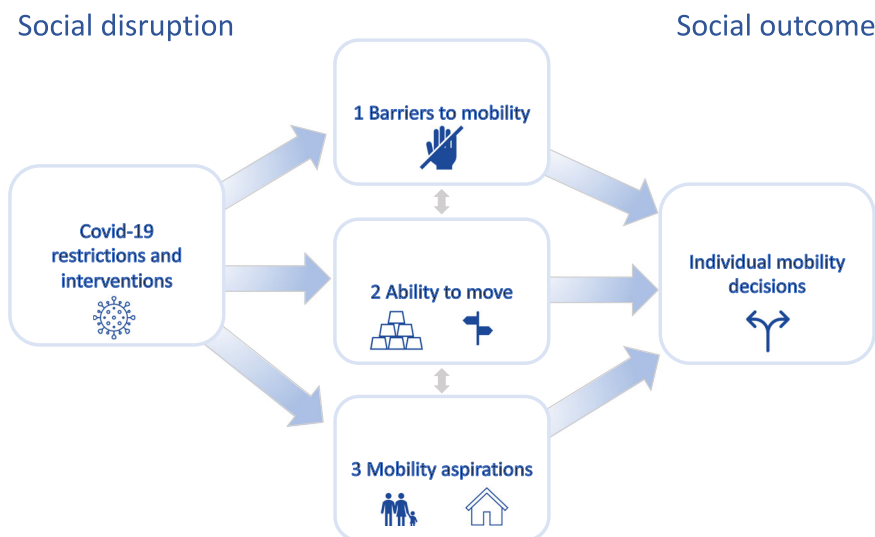 Social disruption
Social outcome
1 Barriers to mobility
Covid-19
restrictions and
interventions
2 Ability to move
Individual mobility
decisions
3 Mobility aspirations